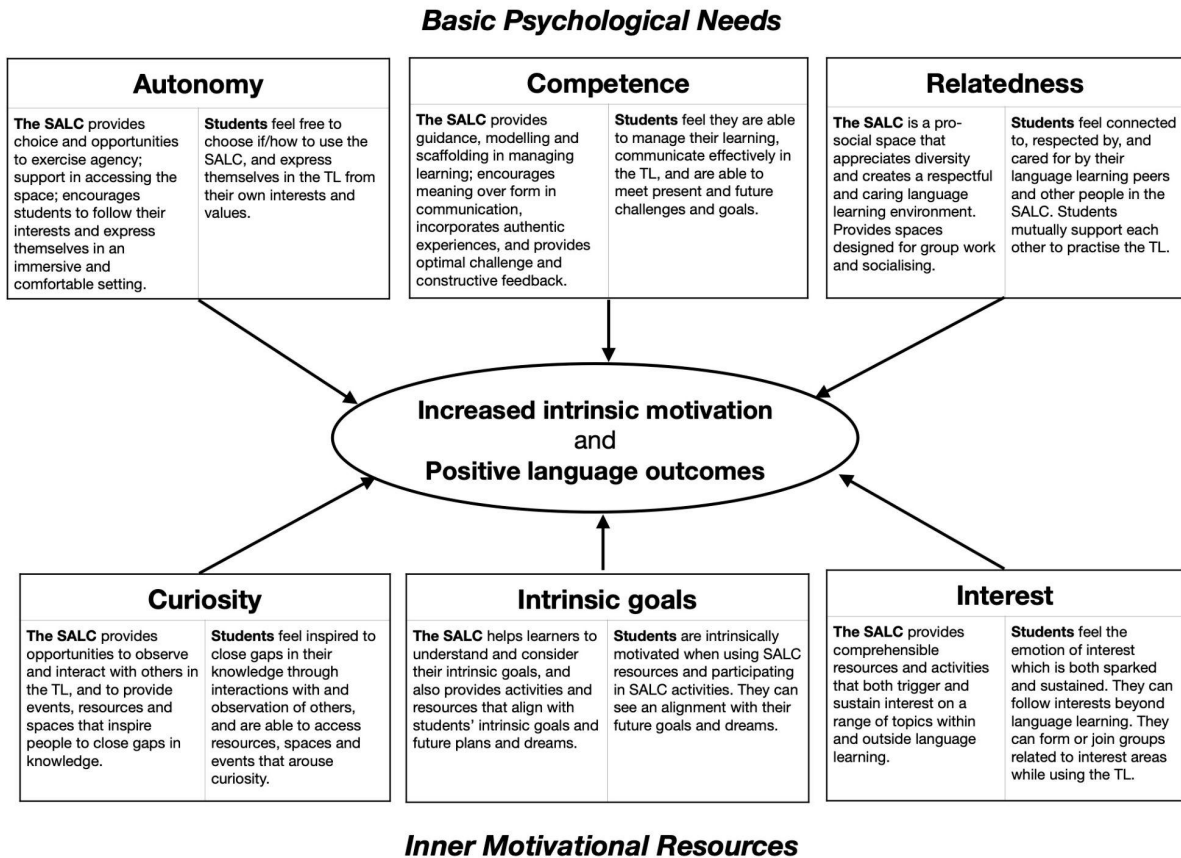 Basic Psychological Needs
Autonomy
The SALC provides
choice and opportunities
to exercise agency;
support in accessing the
space; encourages
students to follow their
interests and express
themselves in an
immersive and
comfortable setting.
Students feel free to
choose if/how to use the
SALC, and express
themselves in the TL from
their own interests and
values.
Competence
The SALC provides
guidance, modelling and
scaffolding in managing
learning; encourages
meaning over form in
communication,
incorporates authentic
experiences, and provides
optimal challenge and
constructive feedback.
Students feel they are able
to manage their learning,
communicate effectively in
the TL, and are able to
meet present and future
challenges and goals.
Relatedness
The SALC is a pro-
social space that
appreciates diversity
and creates a respectful
and caring language
learning environment.
Provides spaces
designed for group work
and socialising.
Students feel connected
to, respected by, and
cared for by their
language learning peers
and other people in the
SALC. Students
mutually support each
other to practise the TL.
Increased intrinsic motivation
and
Positive language outcomes
Curiosity
The SALC provides
opportunities to observe
and interact with others in
the TL, and to provide
events, resources and
spaces that inspire
people to close gaps in
knowledge.
Students feel inspired to
close gaps in their
knowledge through
interactions with and
observation of others,
and are able to access
resources, spaces and
events that arouse
curiosity.
Intrinsic goals
The SALC helps learners to
understand and consider
their intrinsic goals, and
also provides activities and
resources that align with
students' intrinsic goals and
future plans and dreams.
Students are intrinsically
motivated when using SALC
resources and participating
in SALC activities. They can
see an alignment with their
future goals and dreams.
Interest
The SALC provides
comprehensible
resources and activities
that both trigger and
sustain interest on a
range of topics within
and outside language
learning.
Students feel the
emotion of interest
which is both sparked
and sustained. They can
follow interests beyond
language learning. They
can form or join groups
related to interest areas
while using the TL.
Inner Motivational Resources